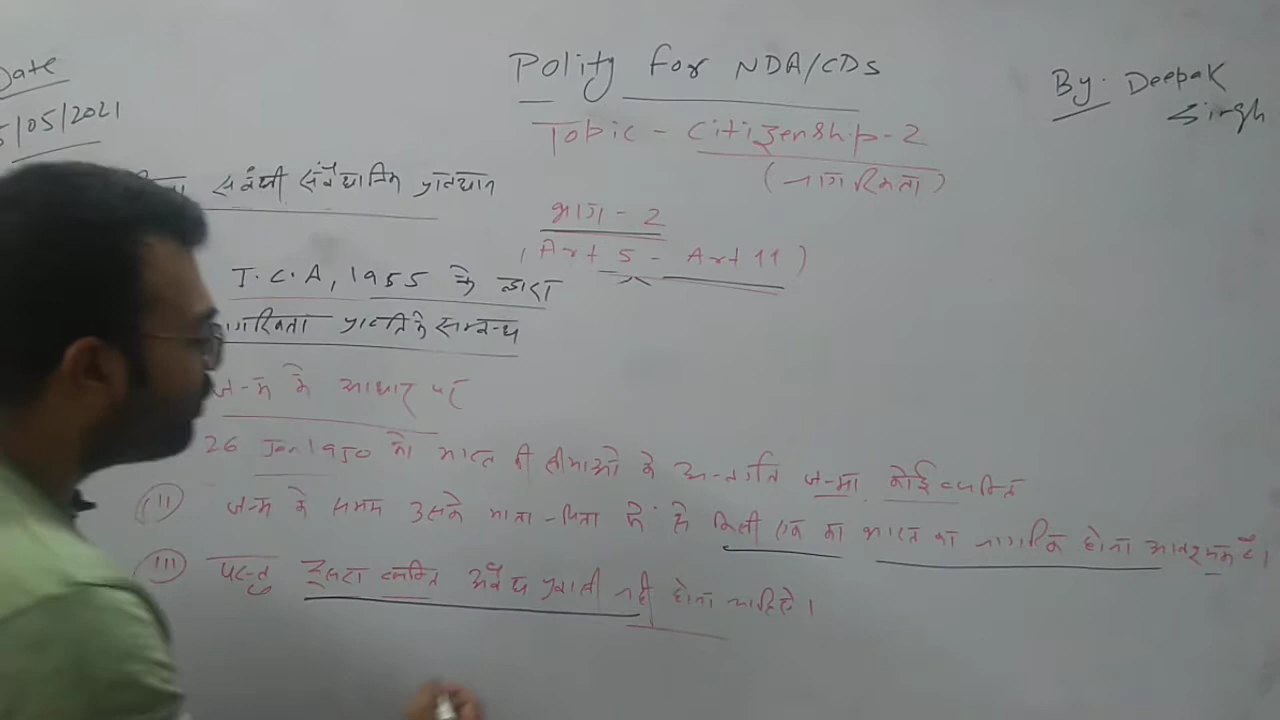 Date
5/05/2021
Polity for NDA/CDS
By: Deepak Singh
Topic - Citizenship-2
(नागरिकता)
संबंधी संवैधानिक प्रावधान
भाग - 2
(Art 5 - Art 11)
I.C.A, 1955 के द्वारा
नागरिकता प्राप्ति के सम्बन्ध
जन्म के आधार पर
26 Jan 1950 को भारत की सीमाओं के अन्तर्गत जन्मा कोई व्यक्ति
(ii) जन्म के समय उसके माता-पिता में से किसी एक का भारत का नागरिक होना आवश्यक है।
(iii) परन्तु दूसरा व्यक्ति अवैध प्रवासी नहीं होना चाहिये।